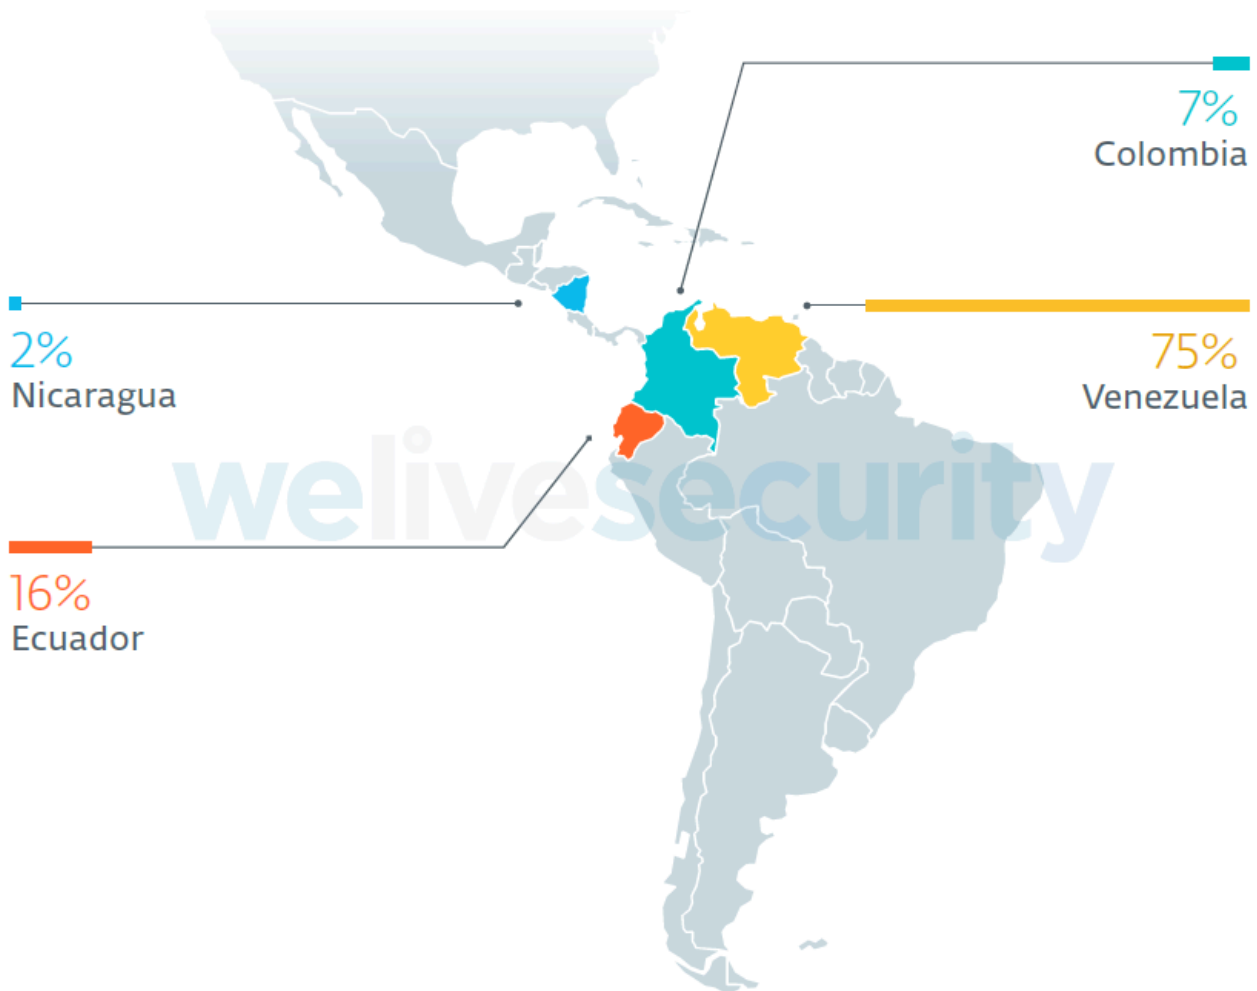 7%
Colombia
2%
Nicaragua
75%
Venezuela
welivesecurity
16%
Ecuador